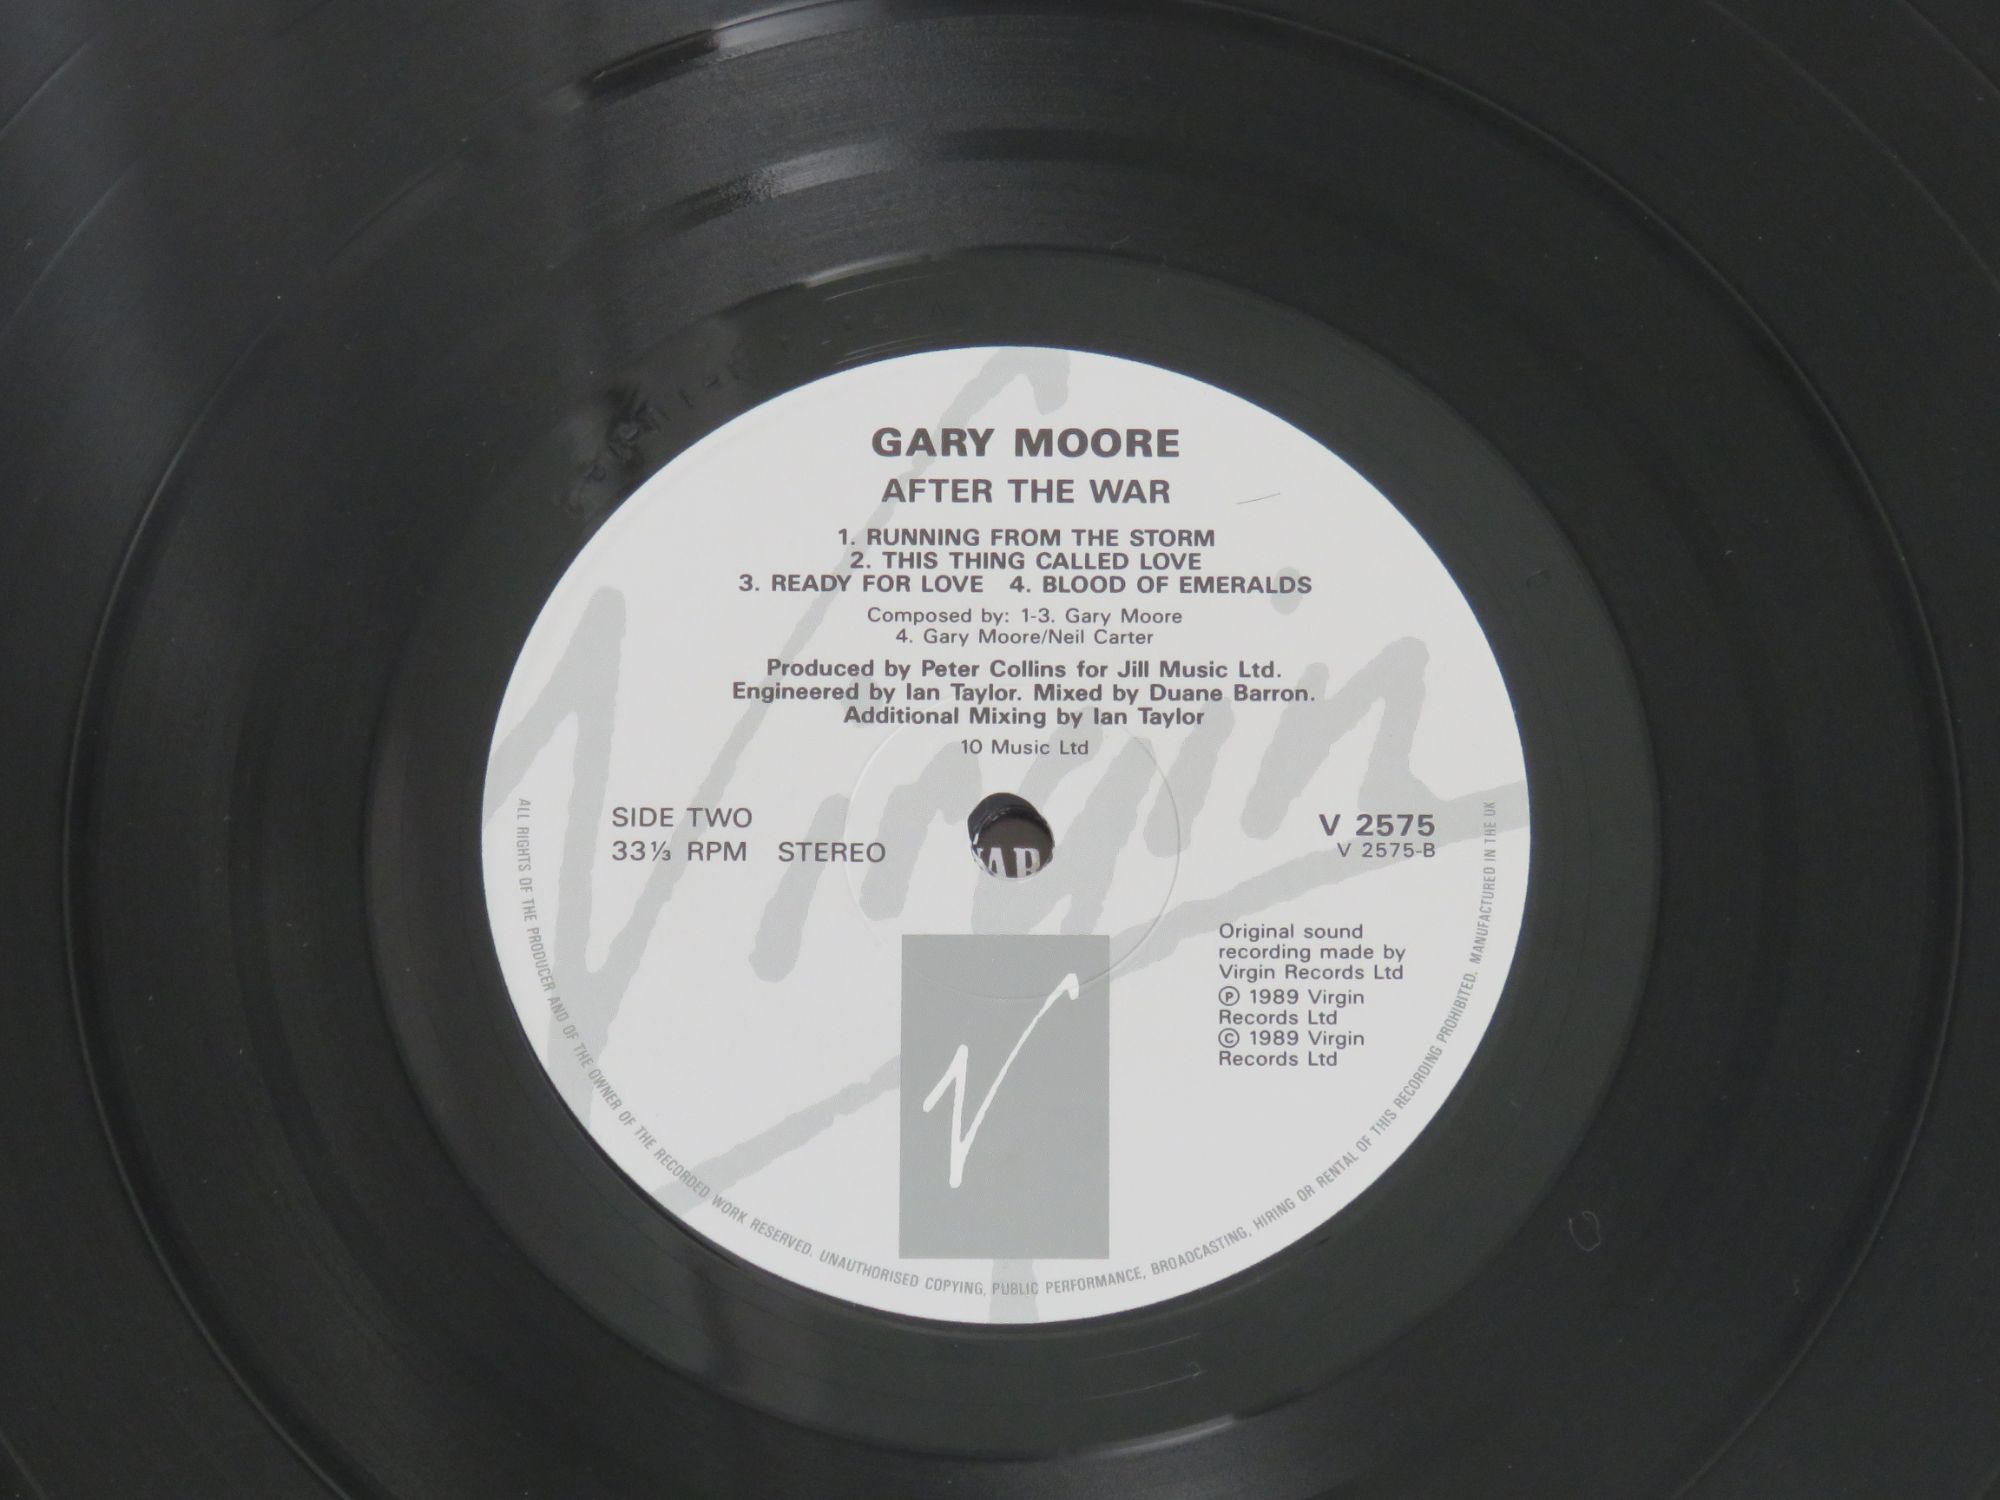 GARY MOORE
AFTER THE WAR
1. RUNNING FROM THE STORM
2. THIS THING CALLED LOVE
3. READY FOR LOVE 4. BLOOD OF EMERALDS
Composed by: 1-3. Gary Moore
4. Gary Moore/Neil Carter
Produced by Peter Collins for Jill Music Ltd.
Engineered by Ian Taylor. Mixed by Duane Barron.
Additional Mixing by Ian Taylor
10 Music Ltd
SIDE TWO
33⅓ RPM STEREO
V 2575
V 2575-B
Original sound
recording made by
Virgin Records Ltd
Ⓟ 1989 Virgin
Records Ltd
© 1989 Virgin
Records Ltd
Virgin
V
ALL RIGHTS OF THE PRODUCER AND OF THE OWNER OF THE RECORDED WORK RESERVED. UNAUTHORISED COPYING, PUBLIC PERFORMANCE, BROADCASTING, HIRING OR RENTAL OF THIS RECORDING PROHIBITED. MANUFACTURED IN THE UK